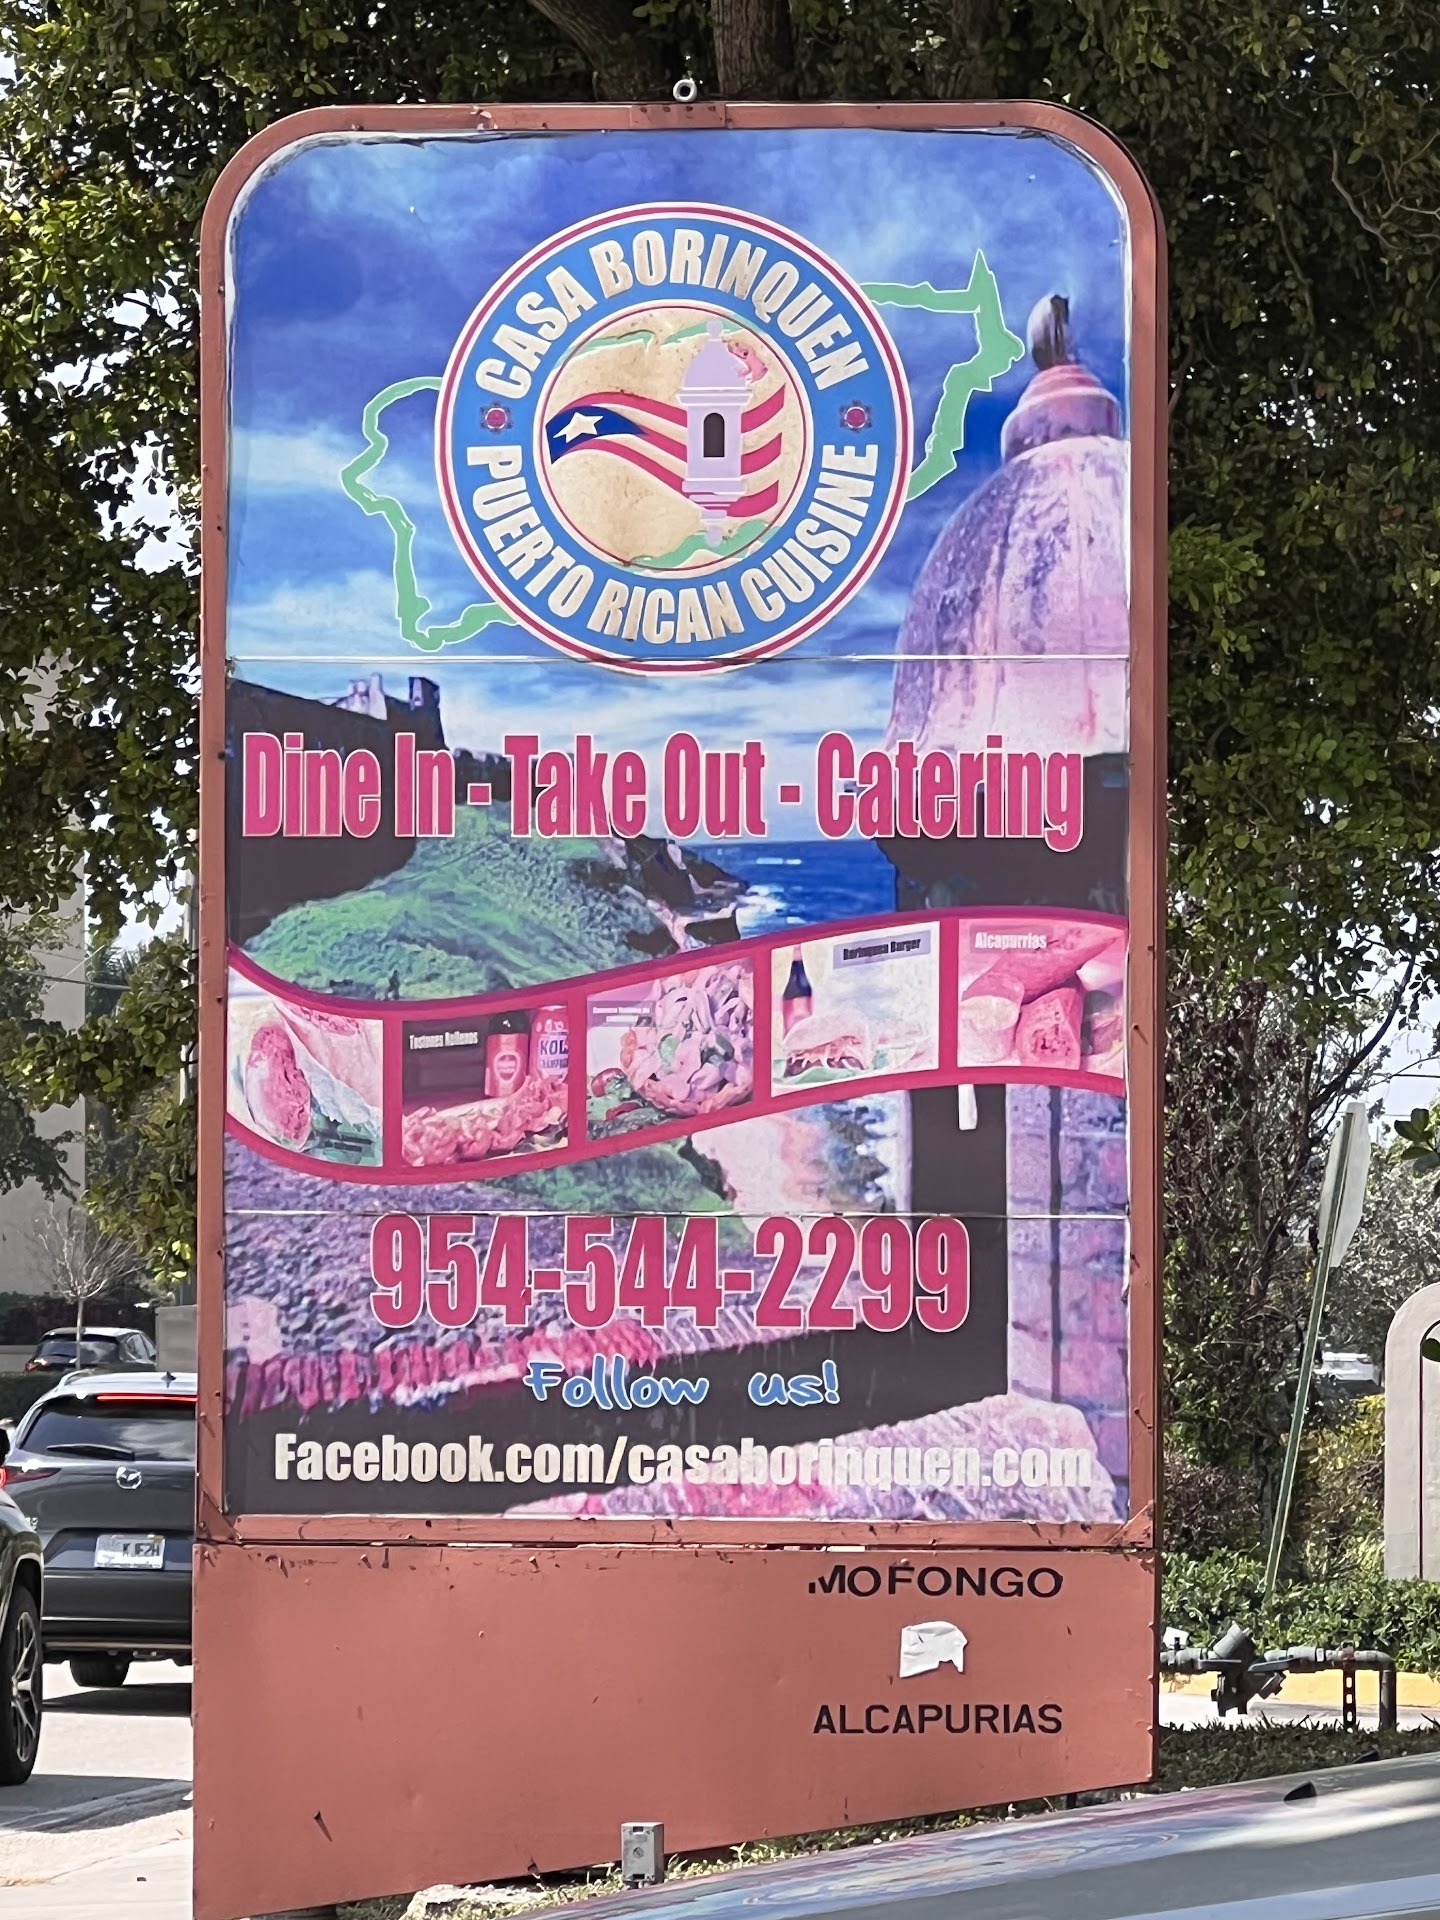 CASA BORINQUEN
PUERTO RICAN CUISINE
Dine In - Take Out - Catering
Borinquen Burger
Alcapurrias
Tostones Rellenos
KOLA
954-544-2299
Follow us!
Facebook.com/casaborinquen.com
MOFONGO
ALCAPURIAS